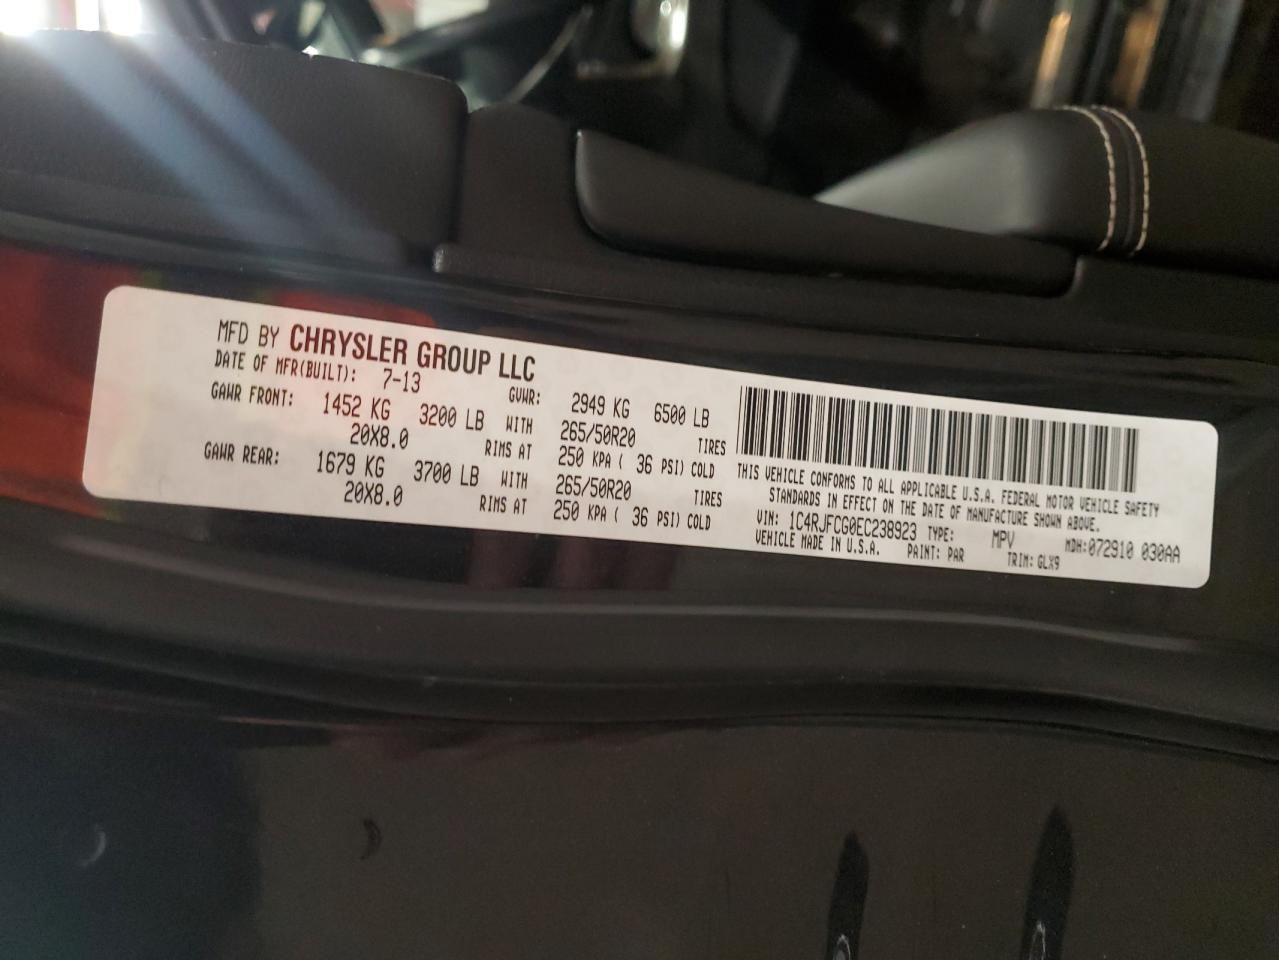 MFD BY CHRYSLER GROUP LLC
DATE OF MFR(BUILT): 7-13 GVWR: 2949 KG 6500 LB
GAWR FRONT: 1452 KG 3200 LB WITH 265/50R20 TIRES
20X8.0 RIMS AT 250 KPA ( 36 PSI) COLD
GAWR REAR: 1679 KG 3700 LB WITH 265/50R20 TIRES
20X8.0 RIMS AT 250 KPA ( 36 PSI) COLD
THIS VEHICLE CONFORMS TO ALL APPLICABLE U.S.A. FEDERAL MOTOR VEHICLE SAFETY
STANDARDS IN EFFECT ON THE DATE OF MANUFACTURE SHOWN ABOVE.
VIN: 1C4RJFCG0EC238923 TYPE: MPV MDH:072910 030AA
VEHICLE MADE IN U.S.A. PAINT: PAR TRIM: GLX9